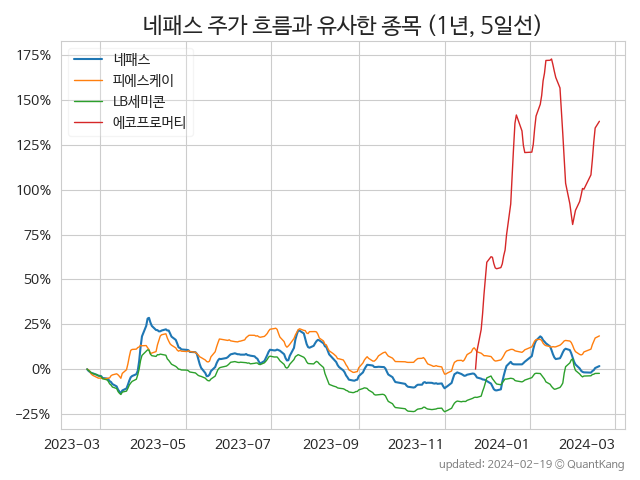 네패스 주가 흐름과 유사한 종목 (1년, 5일선)
네패스
피에스케이
LB세미콘
에코프로머티
175%
150%
125%
100%
75%
50%
25%
0%
−25%
2023-03 2023-05 2023-07 2023-09 2023-11 2024-01 2024-03
updated: 2024-02-19 © QuantKang